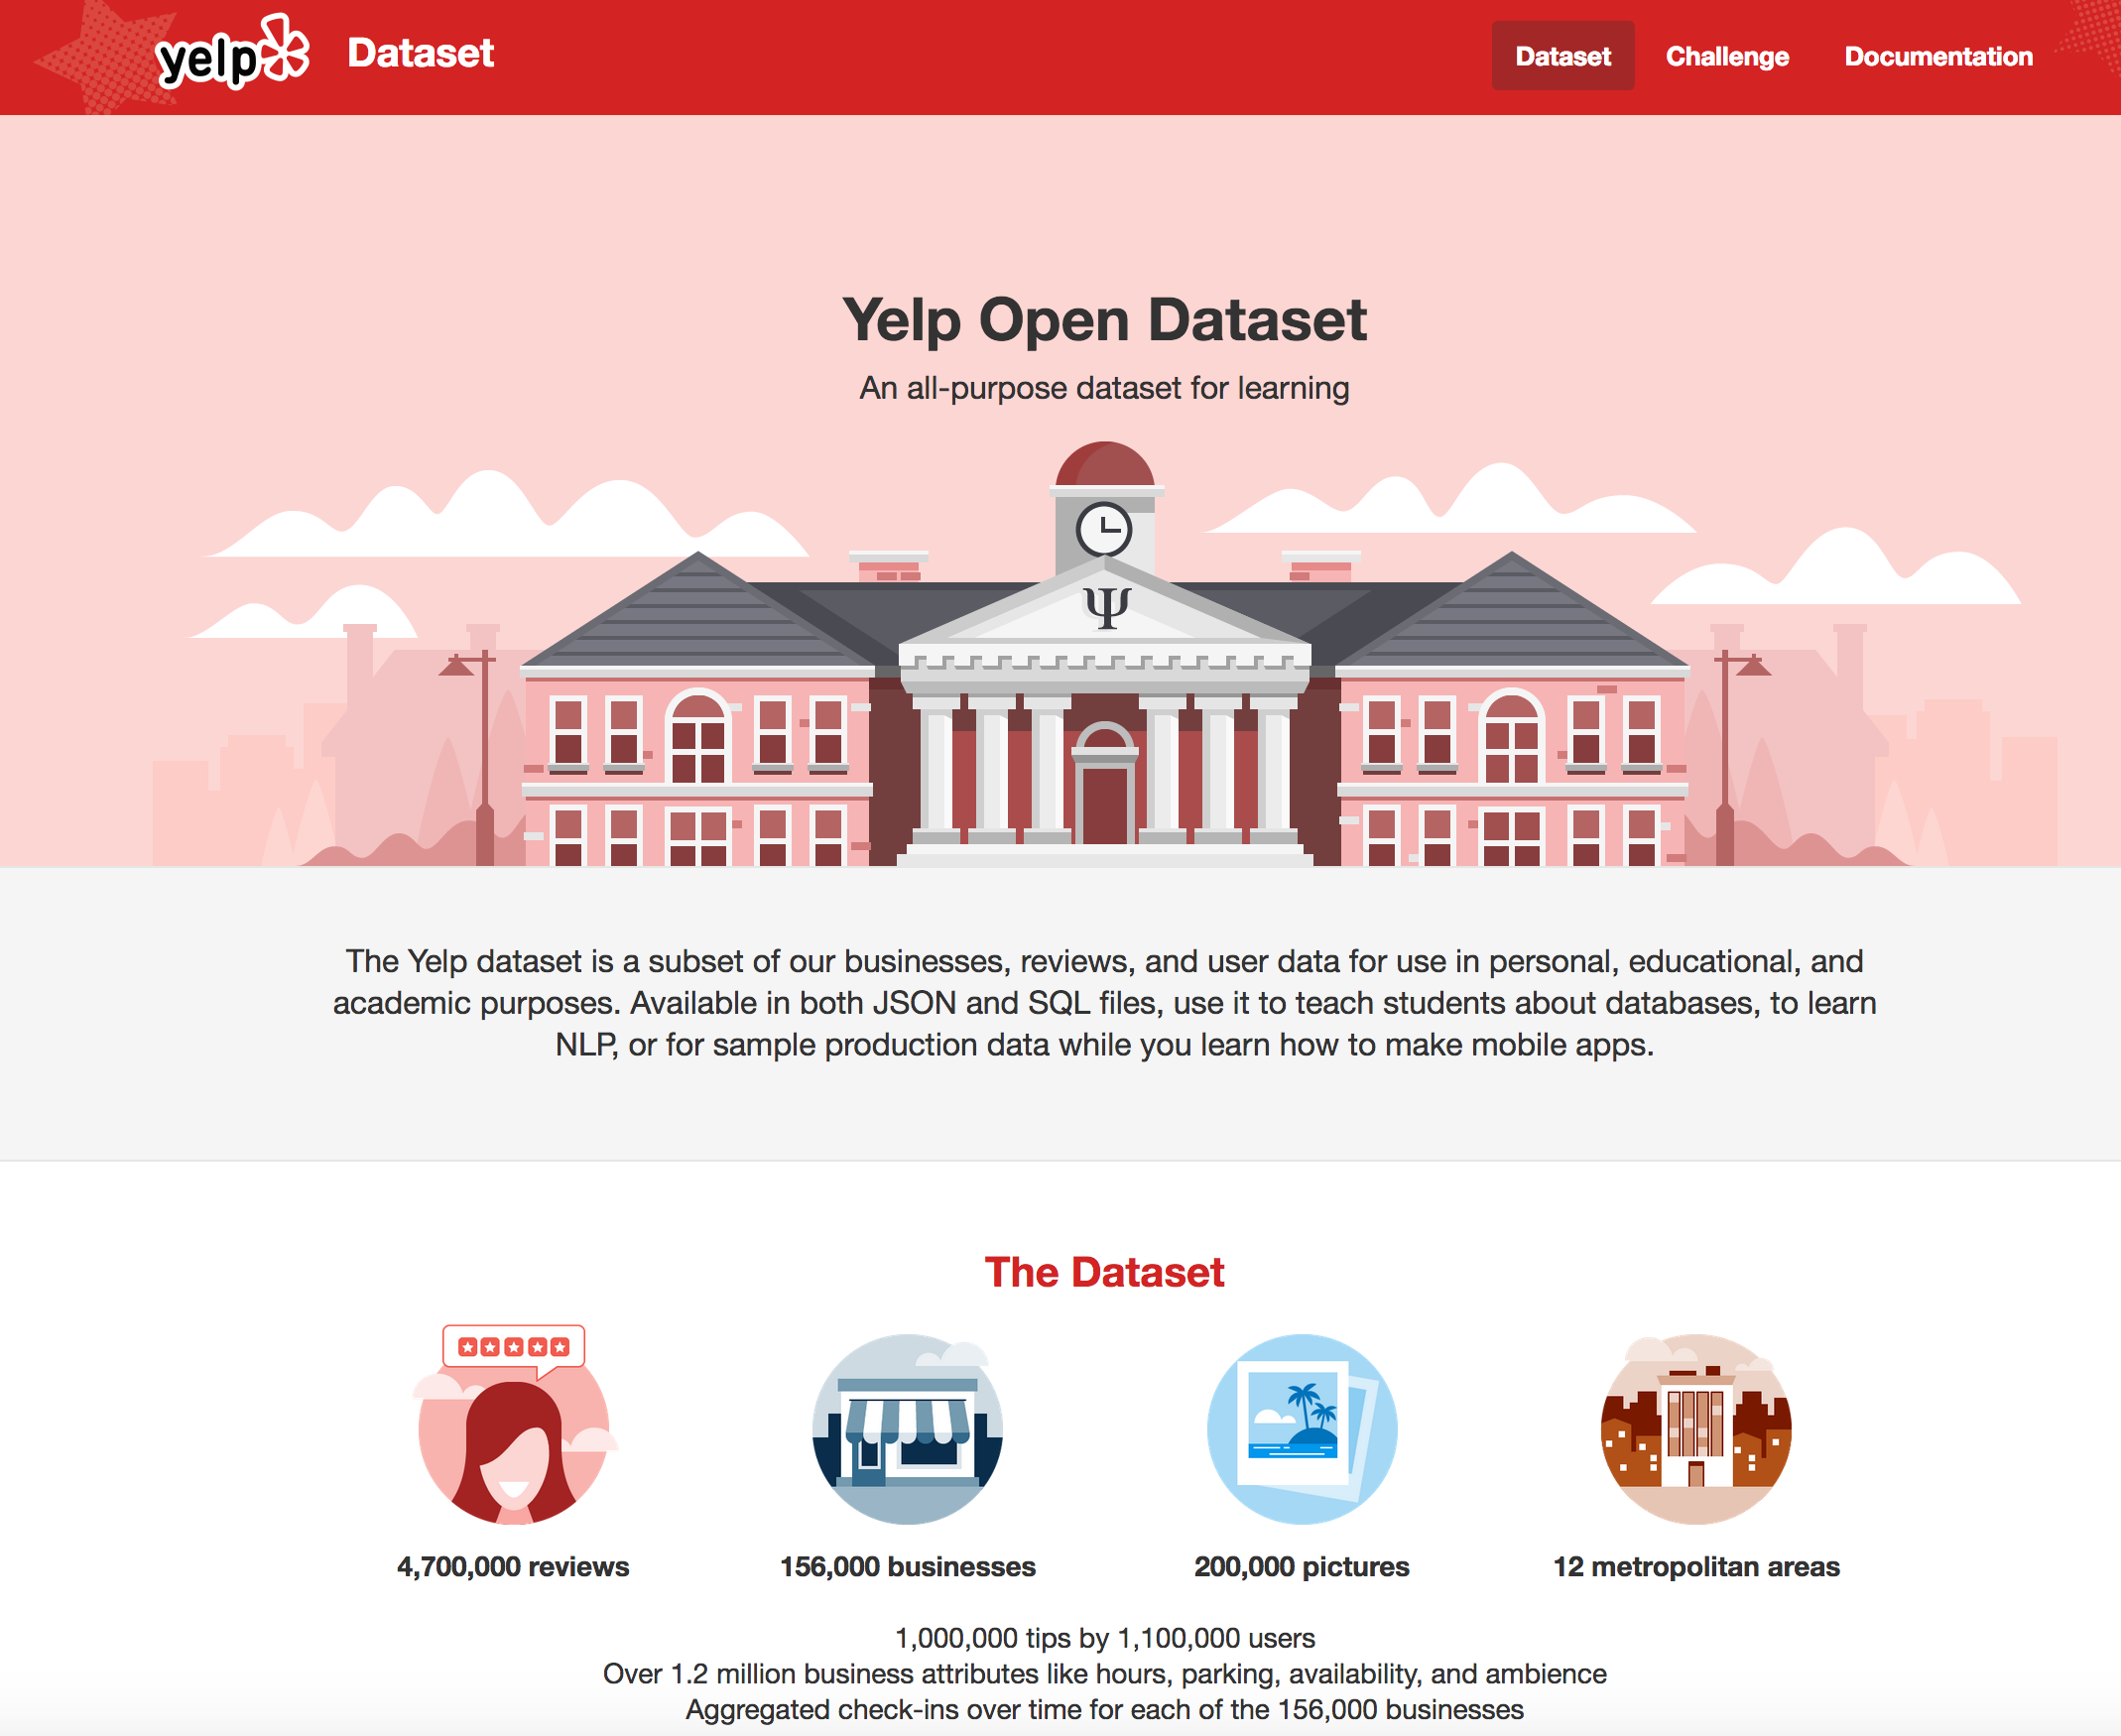 yelp Dataset
Dataset Challenge Documentation
Yelp Open Dataset
An all-purpose dataset for learning
Ψ
The Yelp dataset is a subset of our businesses, reviews, and user data for use in personal, educational, and
academic purposes. Available in both JSON and SQL files, use it to teach students about databases, to learn
NLP, or for sample production data while you learn how to make mobile apps.
The Dataset
4,700,000 reviews
156,000 businesses
200,000 pictures
12 metropolitan areas
1,000,000 tips by 1,100,000 users
Over 1.2 million business attributes like hours, parking, availability, and ambience
Aggregated check-ins over time for each of the 156,000 businesses